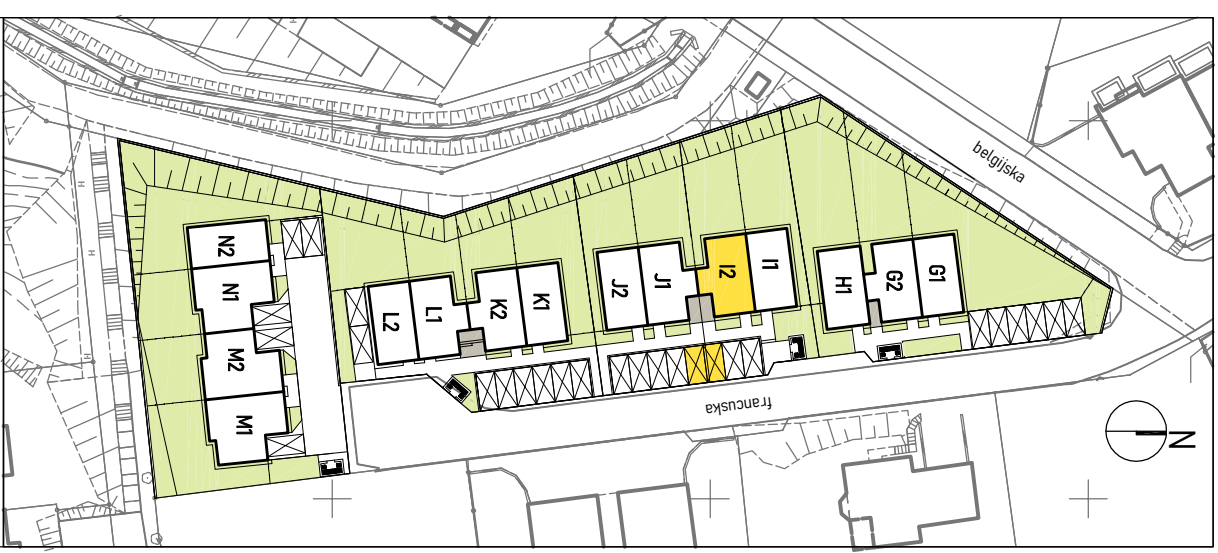 belgijska
N2
N1
M2
M1
L2
L1
K2
K1
J2
J1
I2
I1
H1
G2
G1
francuska
N
H
H
H